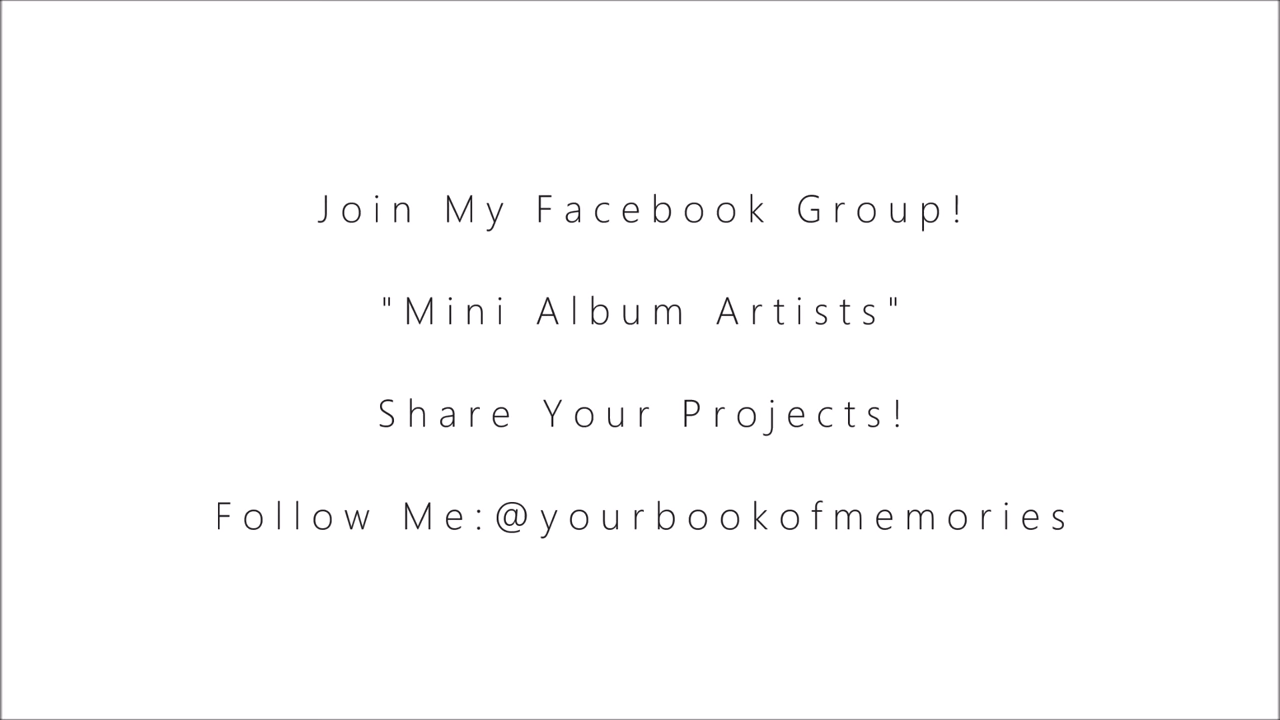 Join My Facebook Group!
"Mini Album Artists"
Share Your Projects!
Follow Me:@yourbookofmemories